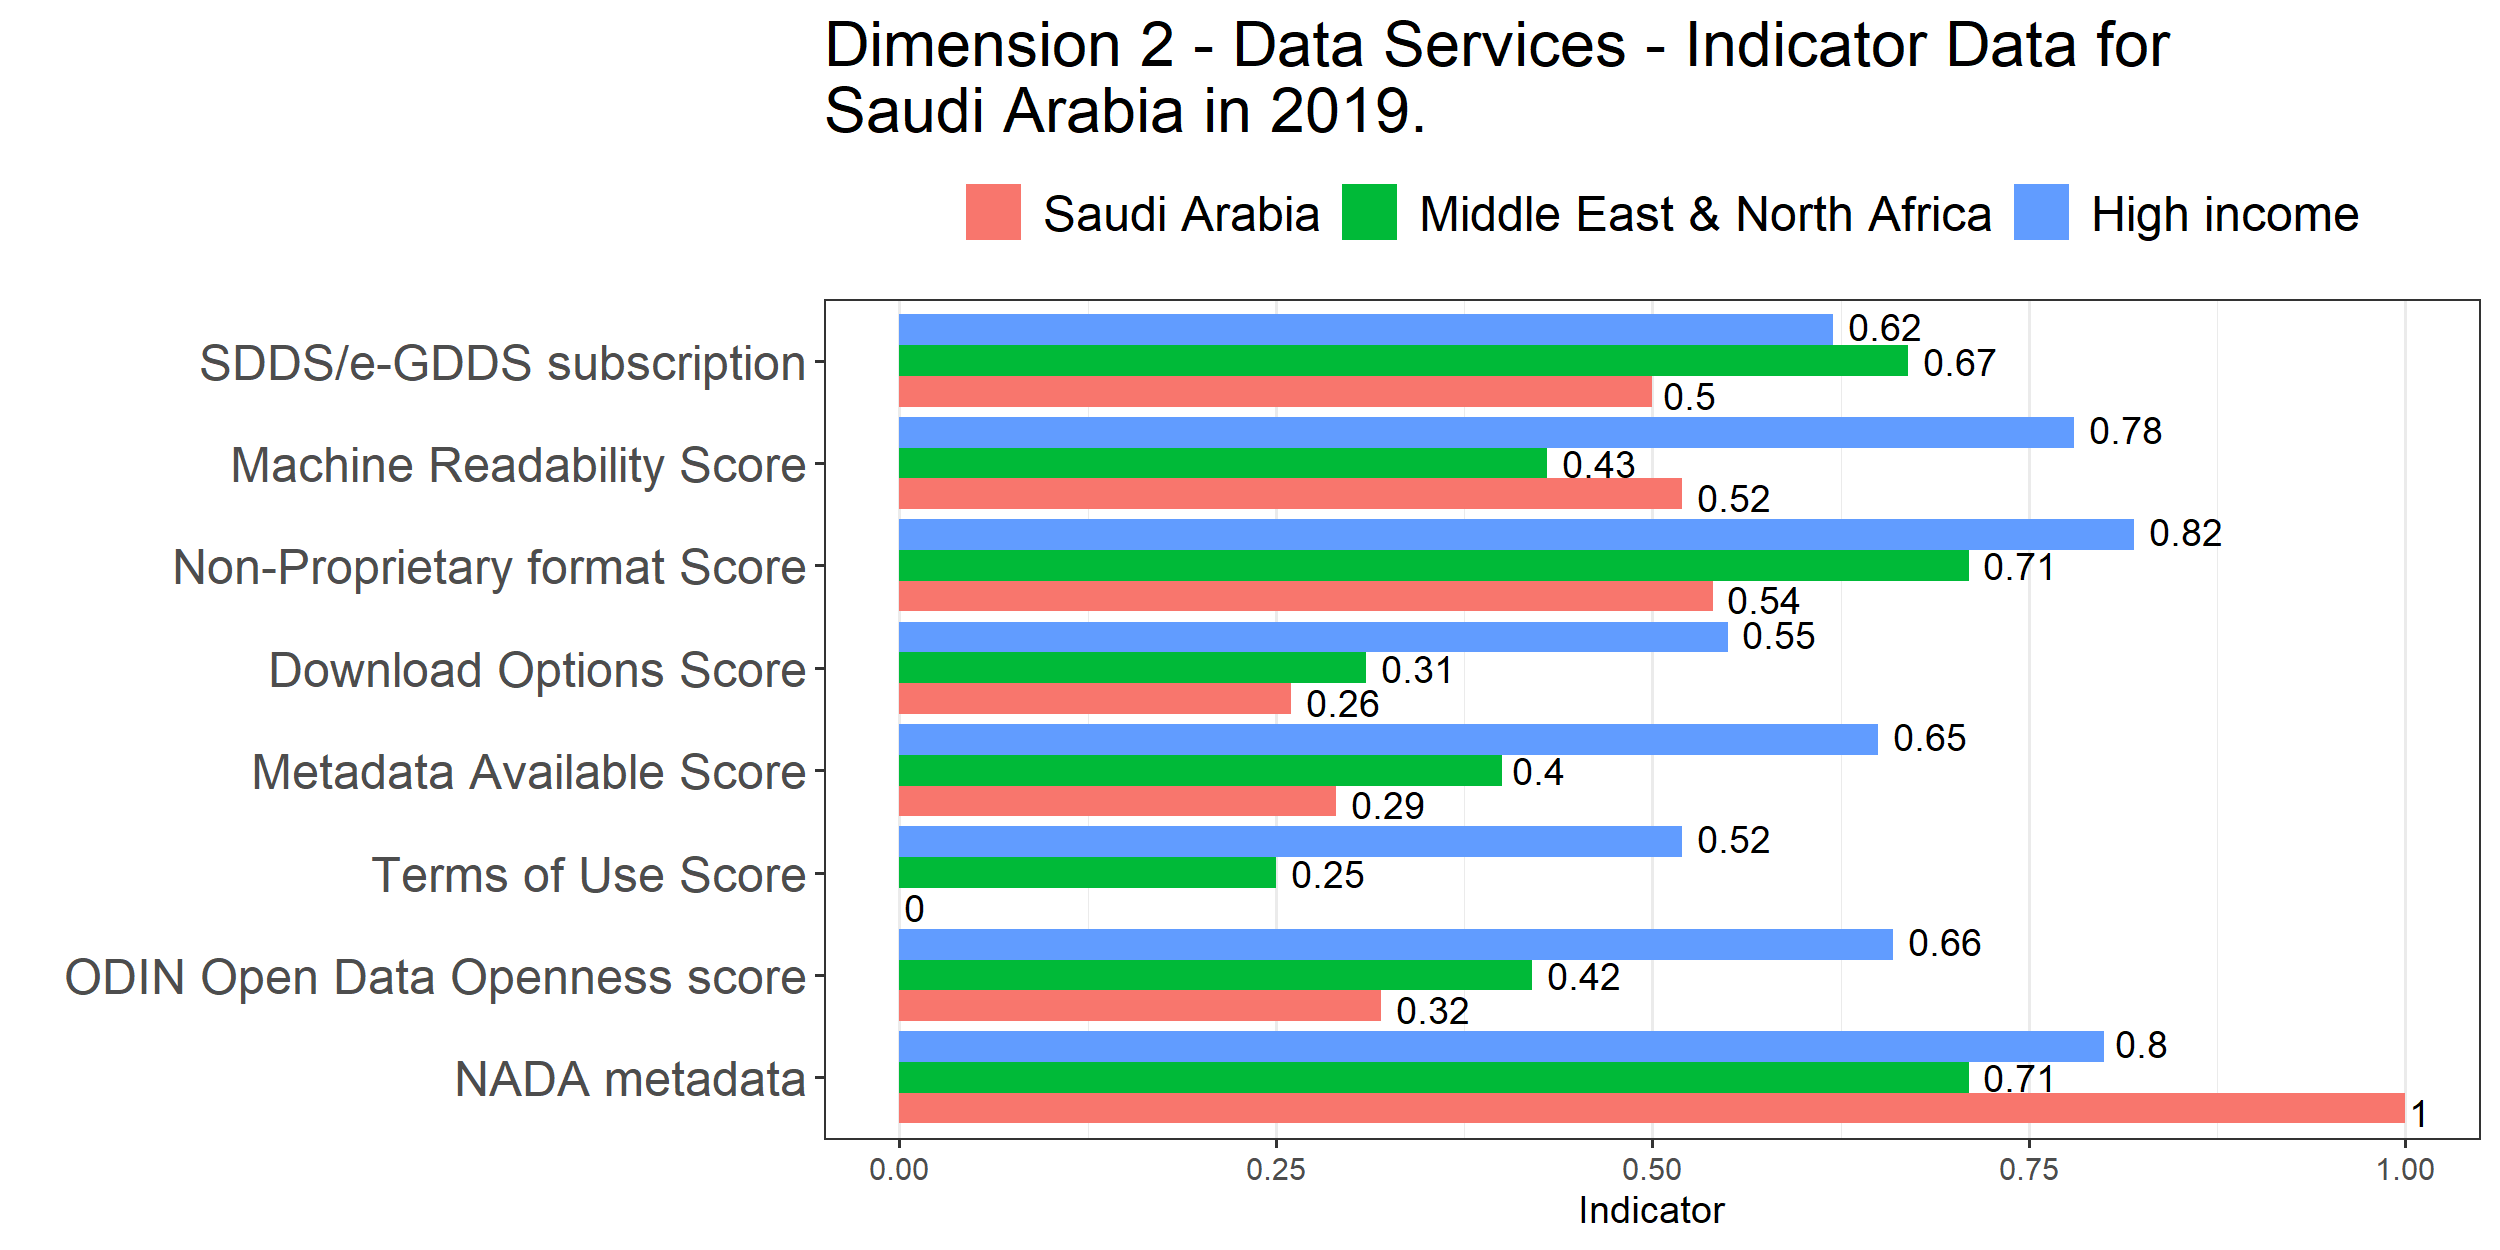 Dimension 2 - Data Services - Indicator Data for
Saudi Arabia in 2019.
Saudi Arabia Middle East & North Africa High income
SDDS/e-GDDS subscription
0.62
0.67
0.5
Machine Readability Score
0.78
0.43
0.52
Non-Proprietary format Score
0.82
0.71
0.54
Download Options Score
0.55
0.31
0.26
Metadata Available Score
0.65
0.4
0.29
Terms of Use Score
0.52
0.25
0
ODIN Open Data Openness score
0.66
0.42
0.32
NADA metadata
0.8
0.71
1
0.00 0.25 0.50 0.75 1.00
Indicator